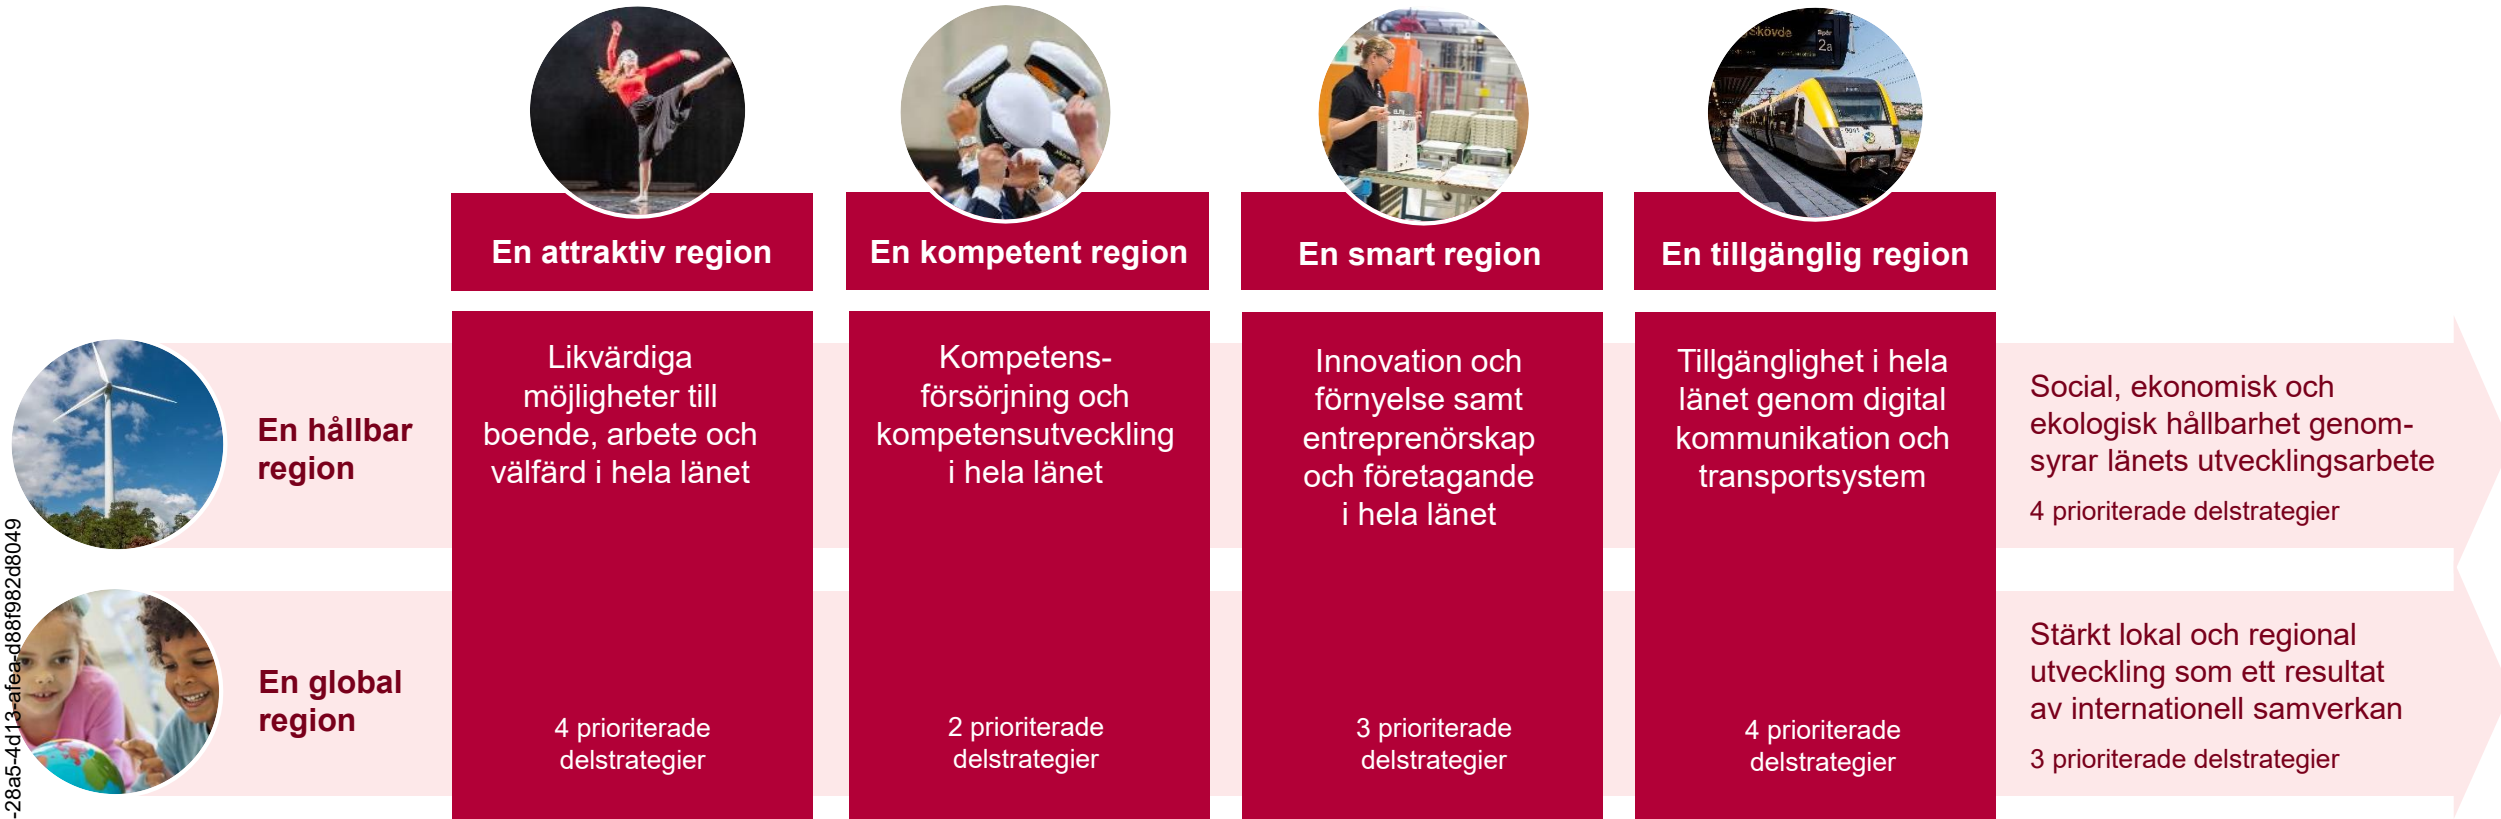 Skövde
2a
En attraktiv region
En kompetent region
En smart region
En tillgänglig region
Likvärdiga
möjligheter till
boende, arbete och
välfärd i hela länet
4 prioriterade
delstrategier
Kompetens-
försörjning och
kompetensutveckling
i hela länet
2 prioriterade
delstrategier
Innovation och
förnyelse samt
entreprenörskap
och företagande
i hela länet
3 prioriterade
delstrategier
Tillgänglighet i hela
länet genom digital
kommunikation och
transportsystem
4 prioriterade
delstrategier
En hållbar
region
Social, ekonomisk och
ekologisk hållbarhet genom-
syrar länets utvecklingsarbete
4 prioriterade delstrategier
En global
region
Stärkt lokal och regional
utveckling som ett resultat
av internationell samverkan
3 prioriterade delstrategier
-28a5-4d13-afea-d88f982d8049